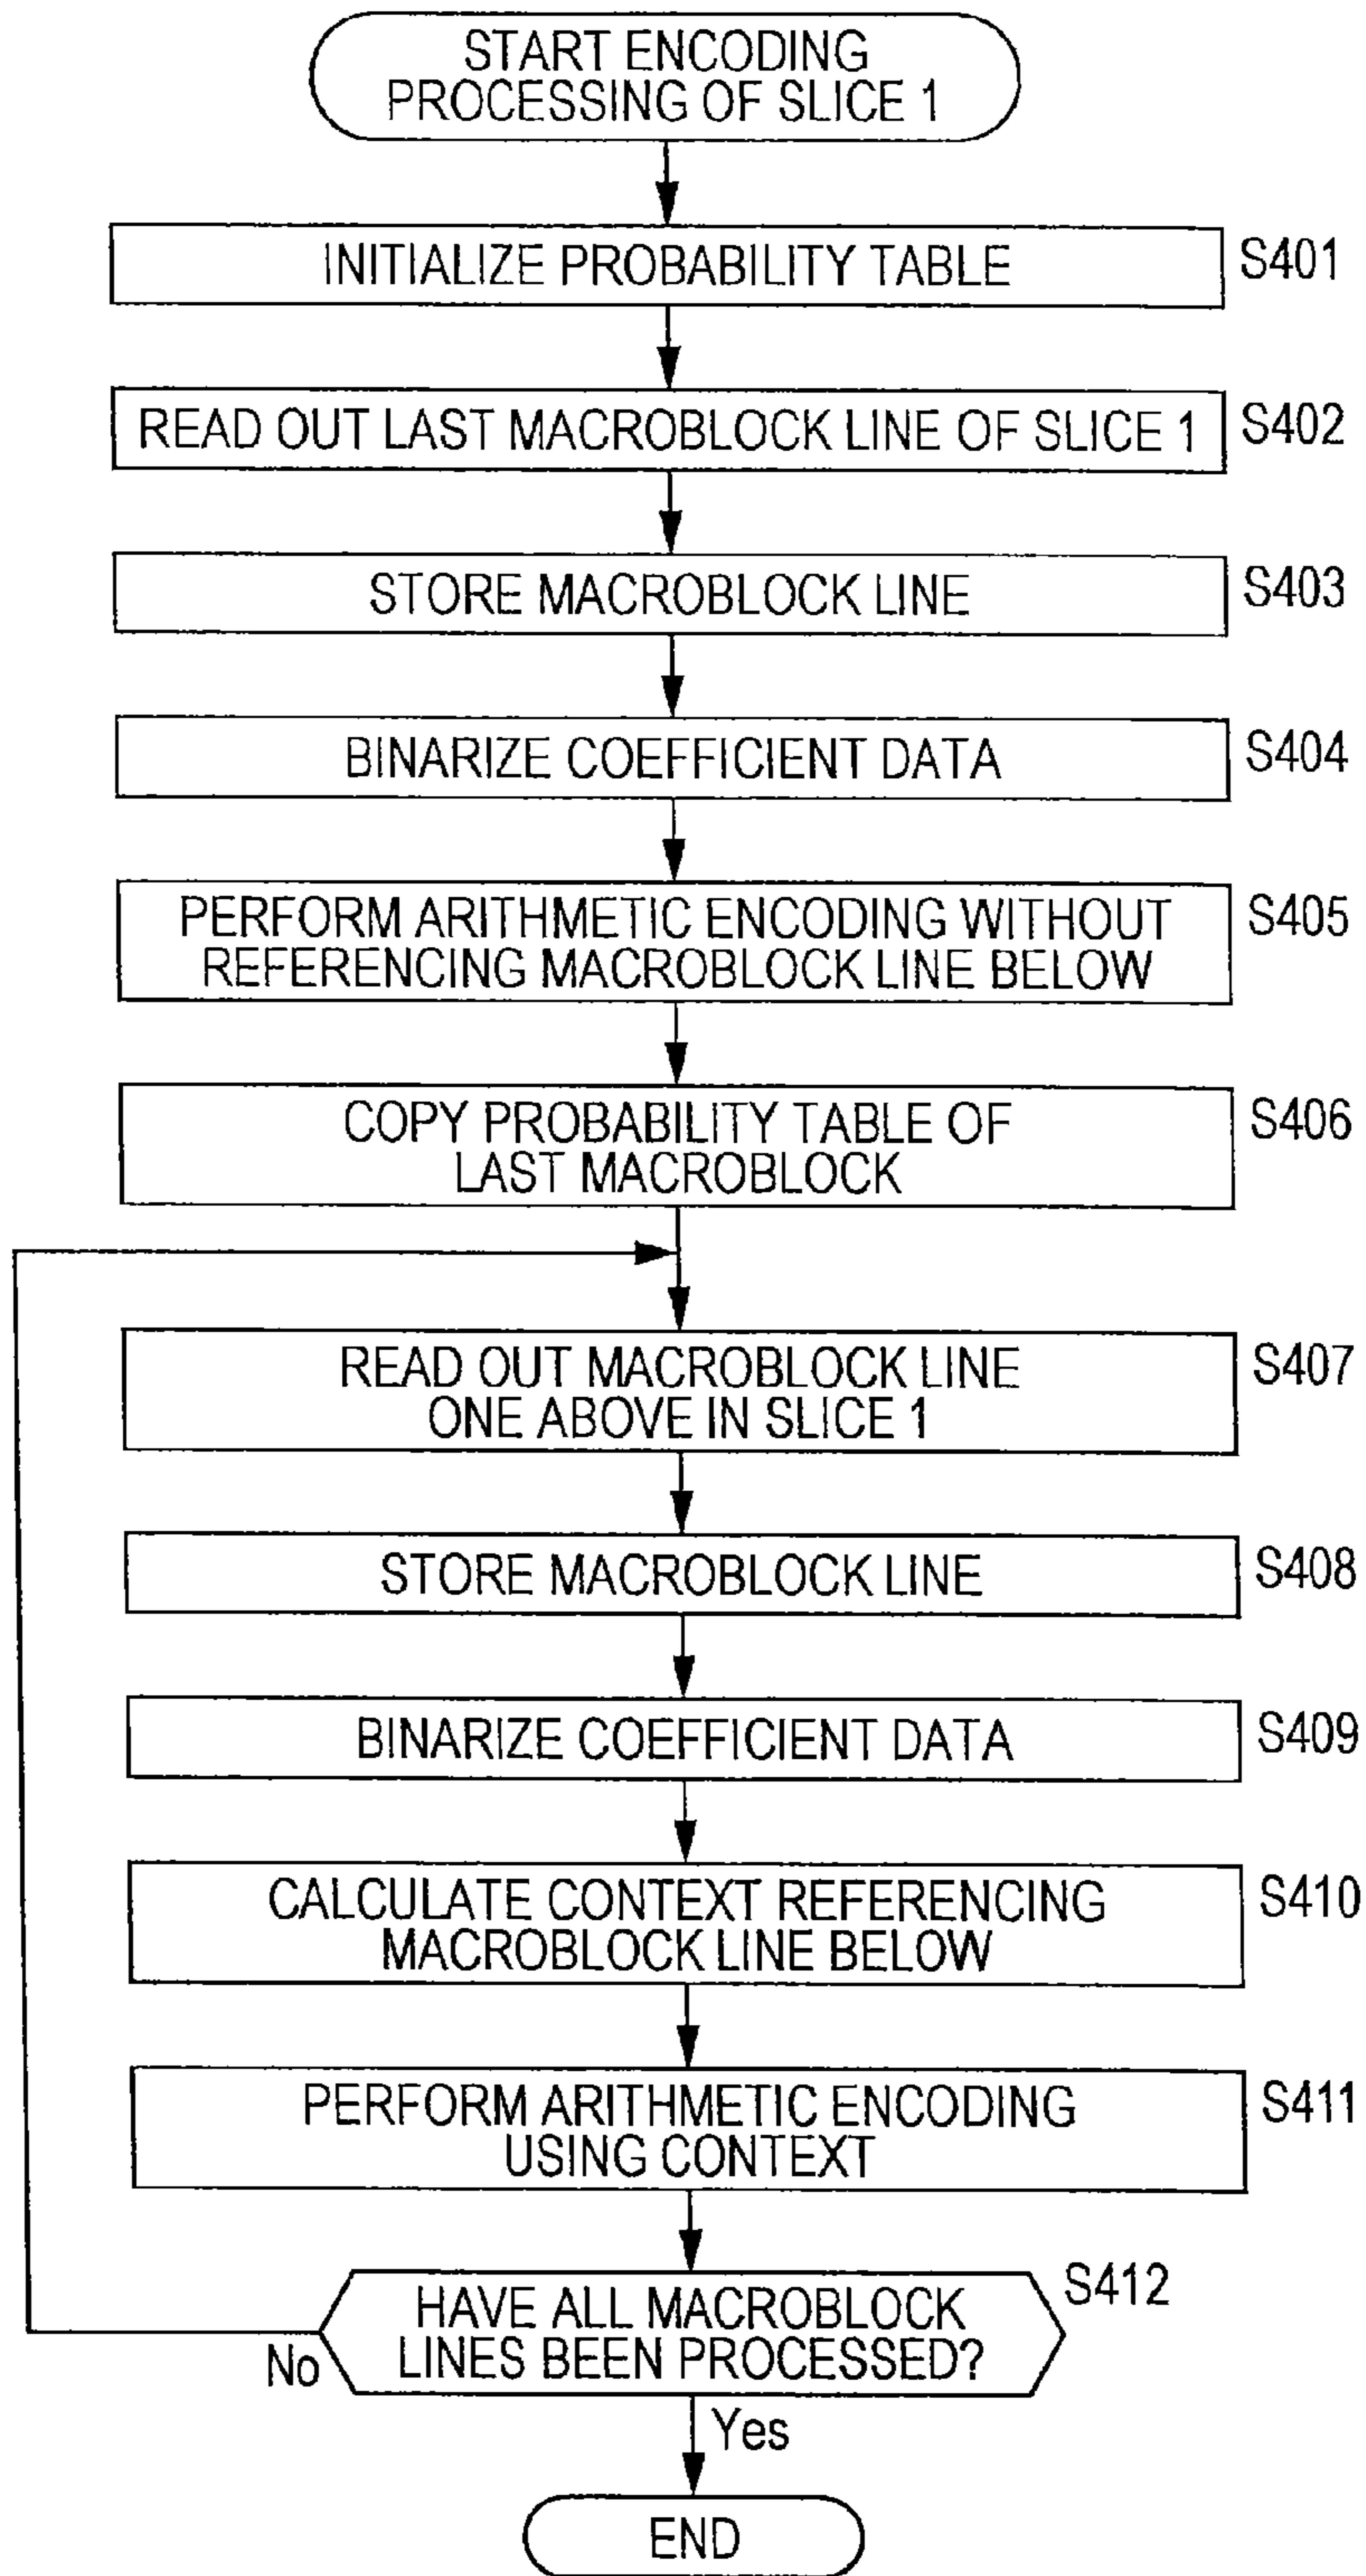 START ENCODING
PROCESSING OF SLICE 1
INITIALIZE PROBABILITY TABLE
S401
READ OUT LAST MACROBLOCK LINE OF SLICE 1
S402
STORE MACROBLOCK LINE
S403
BINARIZE COEFFICIENT DATA
S404
PERFORM ARITHMETIC ENCODING WITHOUT
REFERENCING MACROBLOCK LINE BELOW
S405
COPY PROBABILITY TABLE OF
LAST MACROBLOCK
S406
READ OUT MACROBLOCK LINE
ONE ABOVE IN SLICE 1
S407
STORE MACROBLOCK LINE
S408
BINARIZE COEFFICIENT DATA
S409
CALCULATE CONTEXT REFERENCING
MACROBLOCK LINE BELOW
S410
PERFORM ARITHMETIC ENCODING
USING CONTEXT
S411
HAVE ALL MACROBLOCK
LINES BEEN PROCESSED?
S412
No
Yes
END